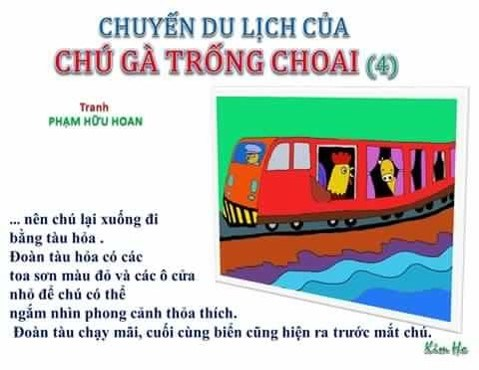 CHUYẾN DU LỊCH CỦA
CHÚ GÀ TRỐNG CHOAI (4)
Tranh
PHẠM HỮU HOAN
... nên chú lại xuống đi
bằng tàu hỏa .
Đoàn tàu hỏa có các
toa sơn màu đỏ và các ô cửa
nhỏ để chú có thể
ngắm nhìn phong cảnh thỏa thích.
Đoàn tàu chạy mãi, cuối cùng biển cũng hiện ra trước mắt chú.
Kim Họ